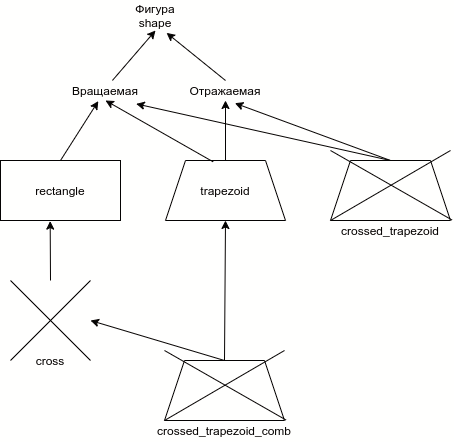 Фигура
shape
Вращаемая
Отражаемая
rectangle
trapezoid
crossed_trapezoid
cross
crossed_trapezoid_comb